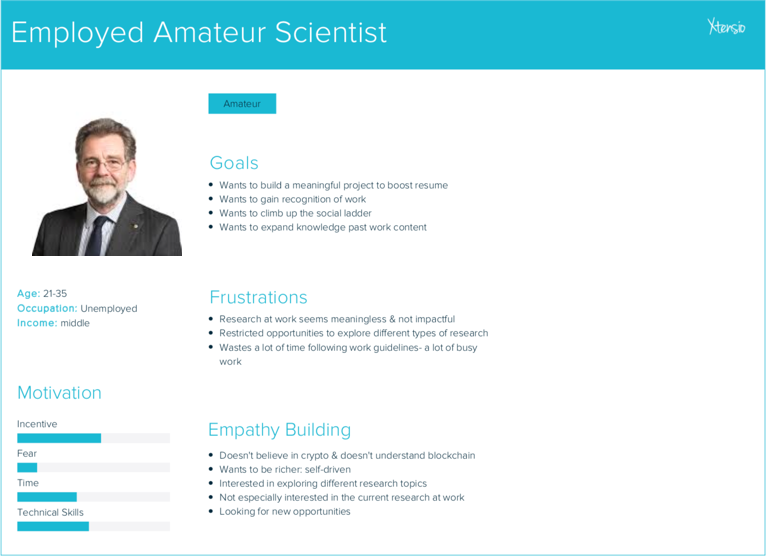 Employed Amateur Scientist
Xtensio
Amateur
Goals
Wants to build a meaningful project to boost resume
Wants to gain recognition of work
Wants to climb up the social ladder
Wants to expand knowledge past work content
Age: 21-35
Occupation: Unemployed
Income: middle
Frustrations
Research at work seems meaningless & not impactful
Restricted opportunities to explore different types of research
Wastes a lot of time following work guidelines- a lot of busy
work
Motivation
Incentive
Fear
Time
Technical Skills
Empathy Building
Doesn't believe in crypto & doesn't understand blockchain
Wants to be richer: self-driven
Interested in exploring different research topics
Not especially interested in the current research at work
Looking for new opportunities